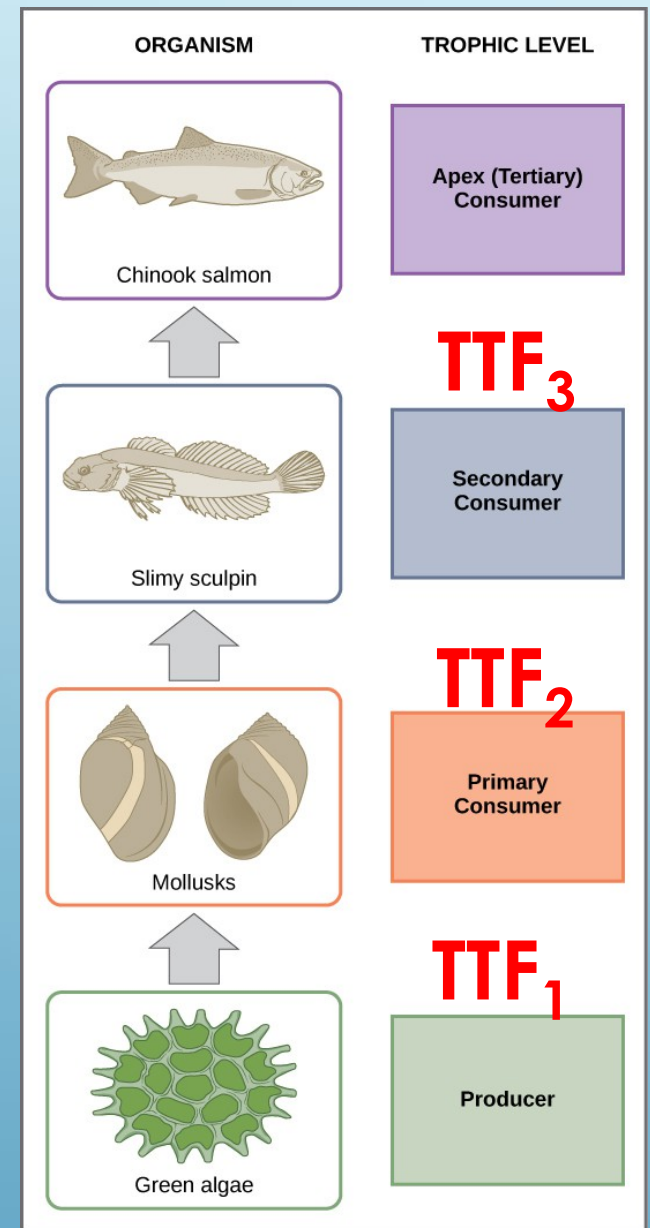 ORGANISM
TROPHIC LEVEL
Chinook salmon
Apex (Tertiary)
Consumer
TTF3
Slimy sculpin
Secondary
Consumer
TTF2
Mollusks
Primary
Consumer
TTF1
Green algae
Producer